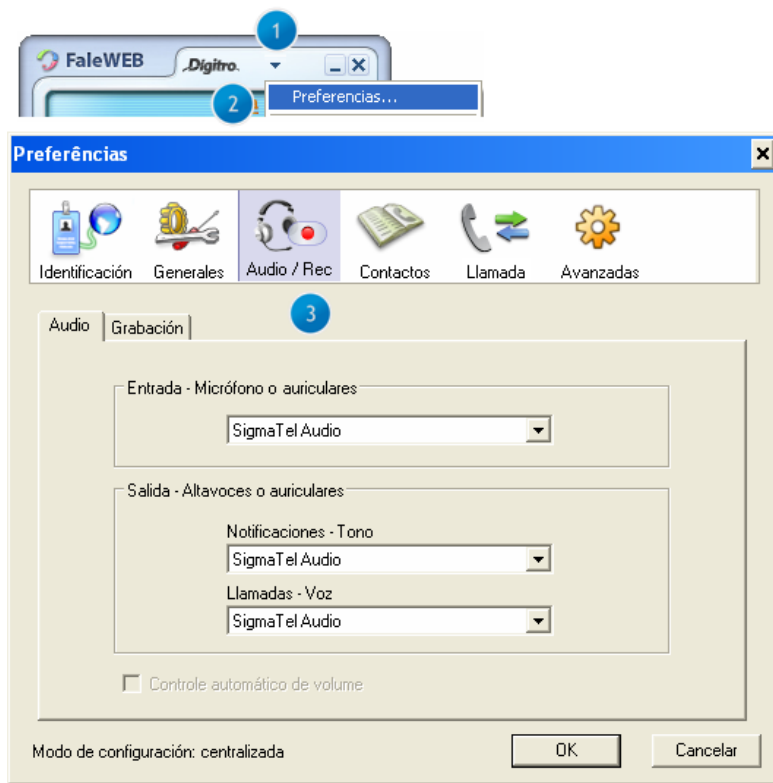 1
FaleWEB Dígitro.
2 Preferencias...
Preferências
Identificación Generales Audio / Rec Contactos Llamada Avanzadas
3
Audio Grabación
Entrada - Micrófono o auriculares
SigmaTel Audio
Salida - Altavoces o auriculares
Notificaciones - Tono
SigmaTel Audio
Llamadas - Voz
SigmaTel Audio
Controle automático de volume
Modo de configuración: centralizada OK Cancelar